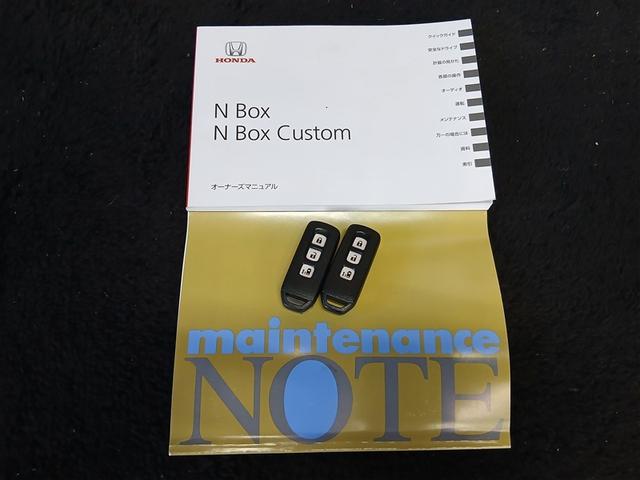 HONDA
N Box
N Box Custom
オーナーズマニュアル
クイックガイド
安全なドライブ
計器の見かた
各部の操作
オーディオ
運転
メンテナンス
万一の場合には
資料
索引
maintenance
NOTE